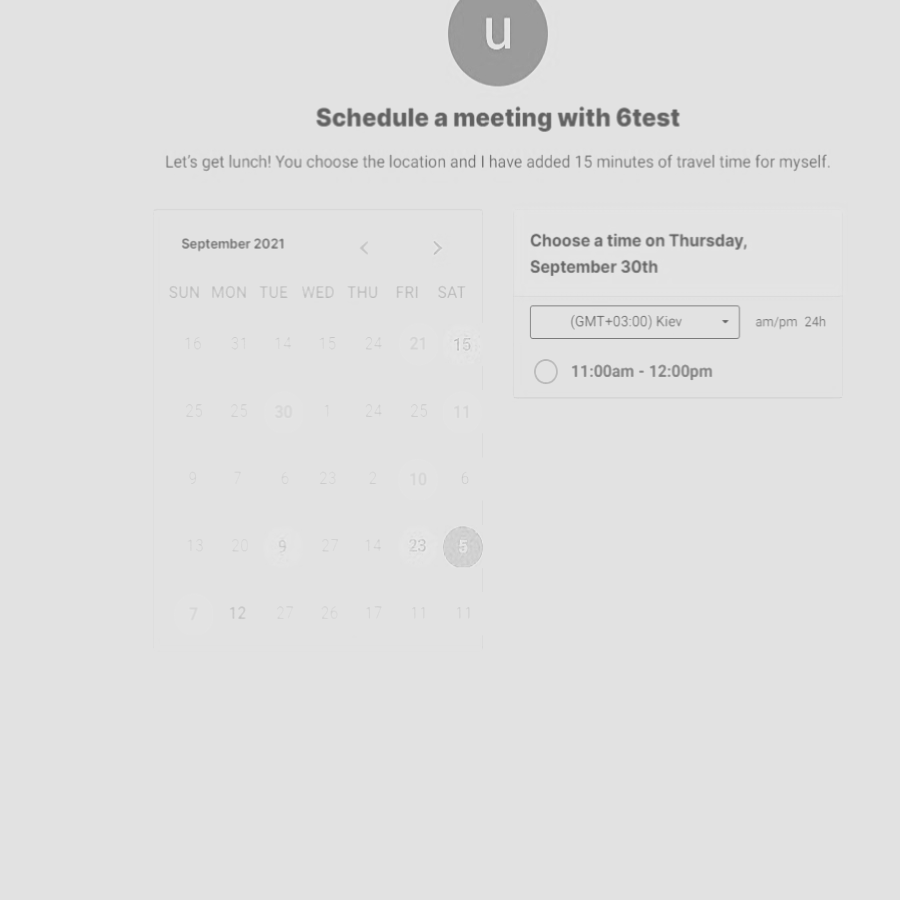 u
Schedule a meeting with 6test
Let's get lunch! You choose the location and I have added 15 minutes of travel time for myself.
September 2021
SUN MON TUE WED THU FRI SAT
16 31 14 15 24 21 15
25 25 30 1 24 25 11
9 7 6 23 2 10 6
13 20 9 27 14 23 5
7 12 27 26 17 11 11
Choose a time on Thursday,
September 30th
(GMT+03:00) Kiev am/pm 24h
11:00am - 12:00pm